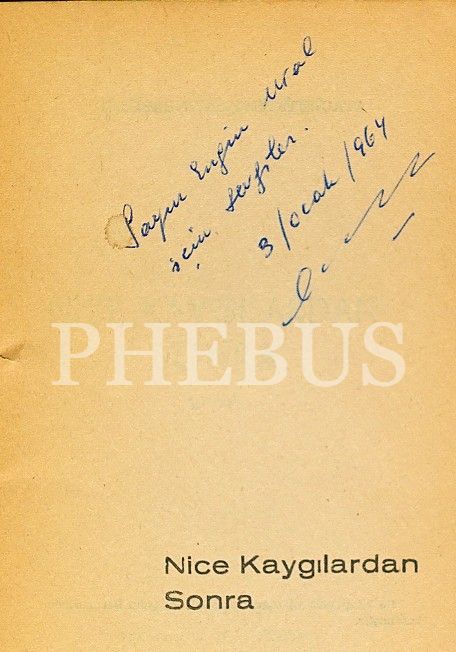 Sayın Engin Ural
için sevgiler.
3/ocak/1964
PHEBUS
Nice Kaygılardan
Sonra